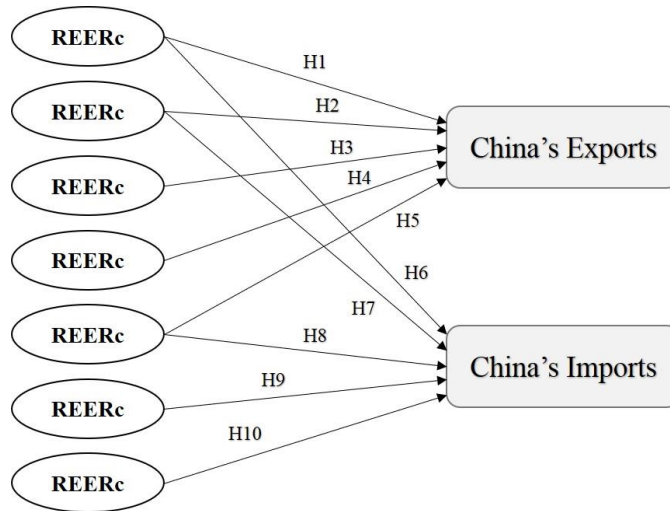 REERc
H1
REERc
H2
China's Exports
H3
REERc
H4
H5
REERc
H6
H7
REERc
H8
China's Imports
H9
REERc
H10
REERc